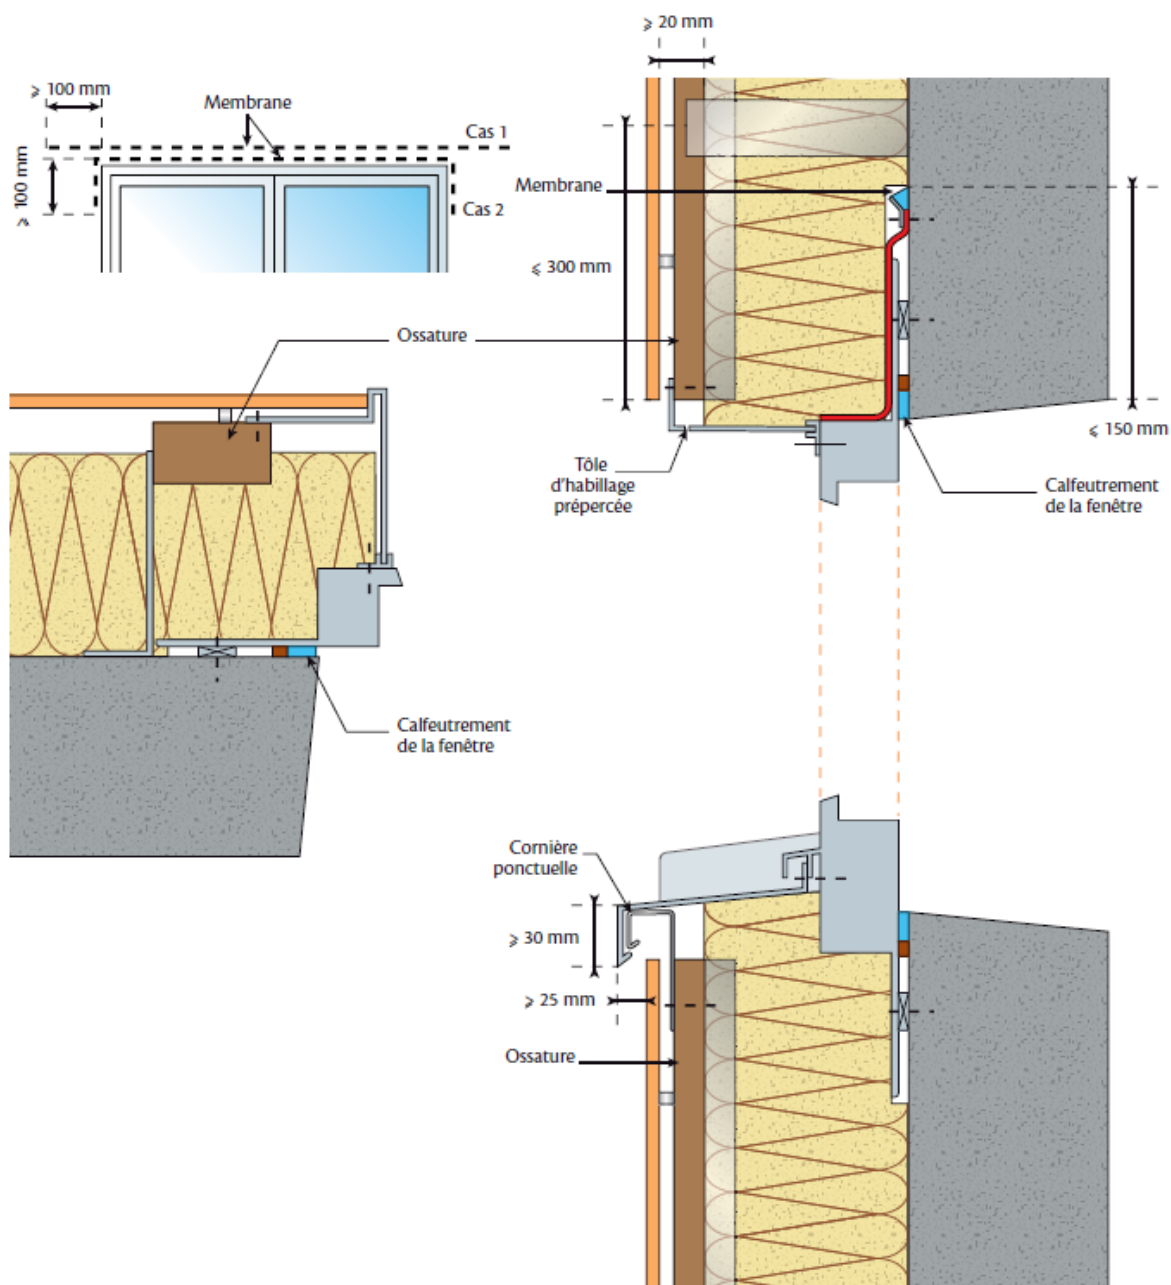 ⩾ 20 mm
⩾ 100 mm
Membrane
Cas 1
⩾ 100 mm
Membrane
Cas 2
⩽ 300 mm
Ossature
⩽ 150 mm
Tôle
d'habillage
prépercée
Calfeutrement
de la fenêtre
Calfeutrement
de la fenêtre
Cornière
ponctuelle
⩾ 30 mm
⩾ 25 mm
Ossature